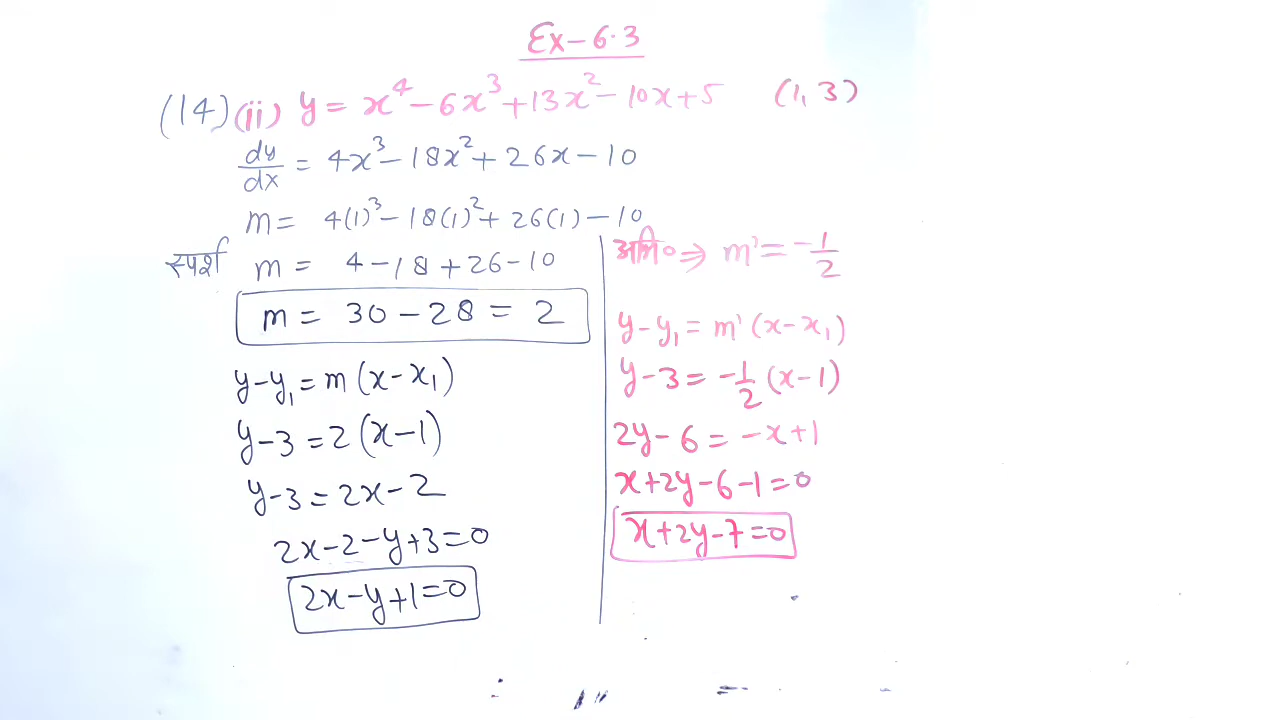 Ex-6.3
(14) (ii) y = x⁴ - 6x³ + 13x² - 10x + 5 (1, 3)
dy/dx = 4x³ - 18x² + 26x - 10
m = 4(1)³ - 18(1)² + 26(1) - 10
स्पर्श m = 4 - 18 + 26 - 10
m = 30 - 28 = 2
y - y₁ = m (x - x₁)
y - 3 = 2 (x - 1)
y - 3 = 2x - 2
2x - 2 - y + 3 = 0
2x - y + 1 = 0
अभि० ⇒ m' = -1/2
y - y₁ = m' (x - x₁)
y - 3 = -1/2 (x - 1)
2y - 6 = -x + 1
x + 2y - 6 - 1 = 0
x + 2y - 7 = 0